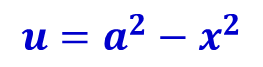 u = a² − x²